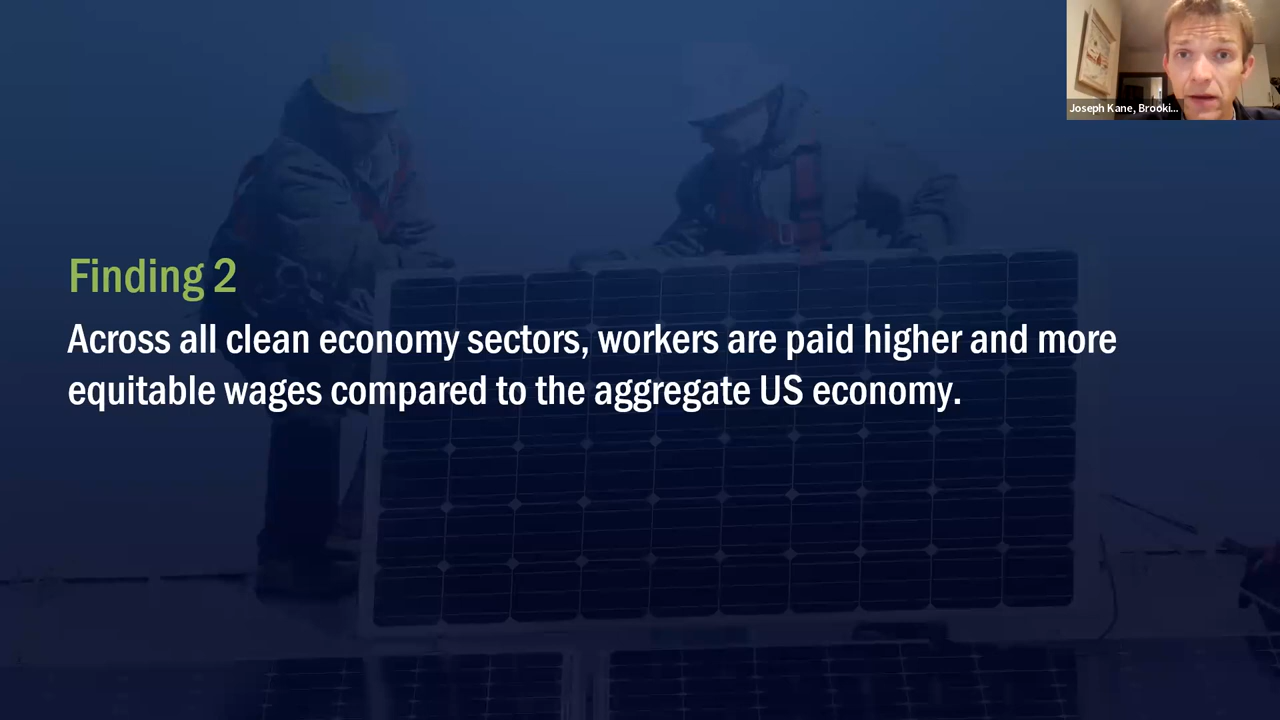 Joseph Kane, Brooki...
Finding 2
Across all clean economy sectors, workers are paid higher and more
equitable wages compared to the aggregate US economy.